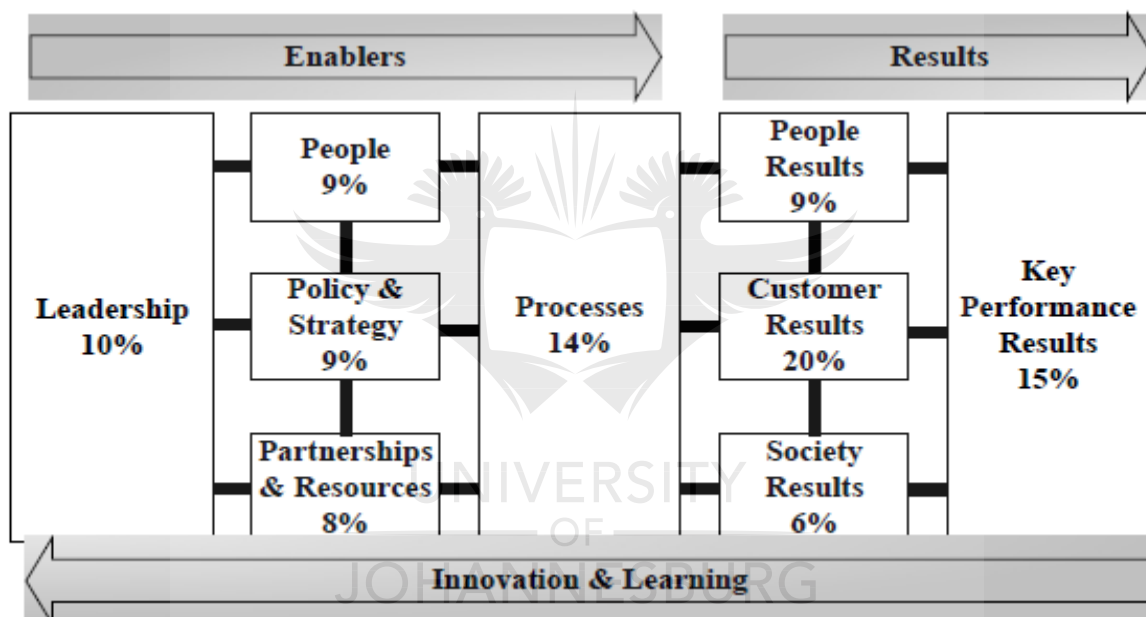 Enablers
Results
Leadership
10%
People
9%
Policy &
Strategy
9%
Partnerships
& Resources
8%
Processes
14%
People
Results
9%
Customer
Results
20%
Society
Results
6%
Key
Performance
Results
15%
Innovation & Learning
UNIVERSITY
OF
JOHANNESBURG